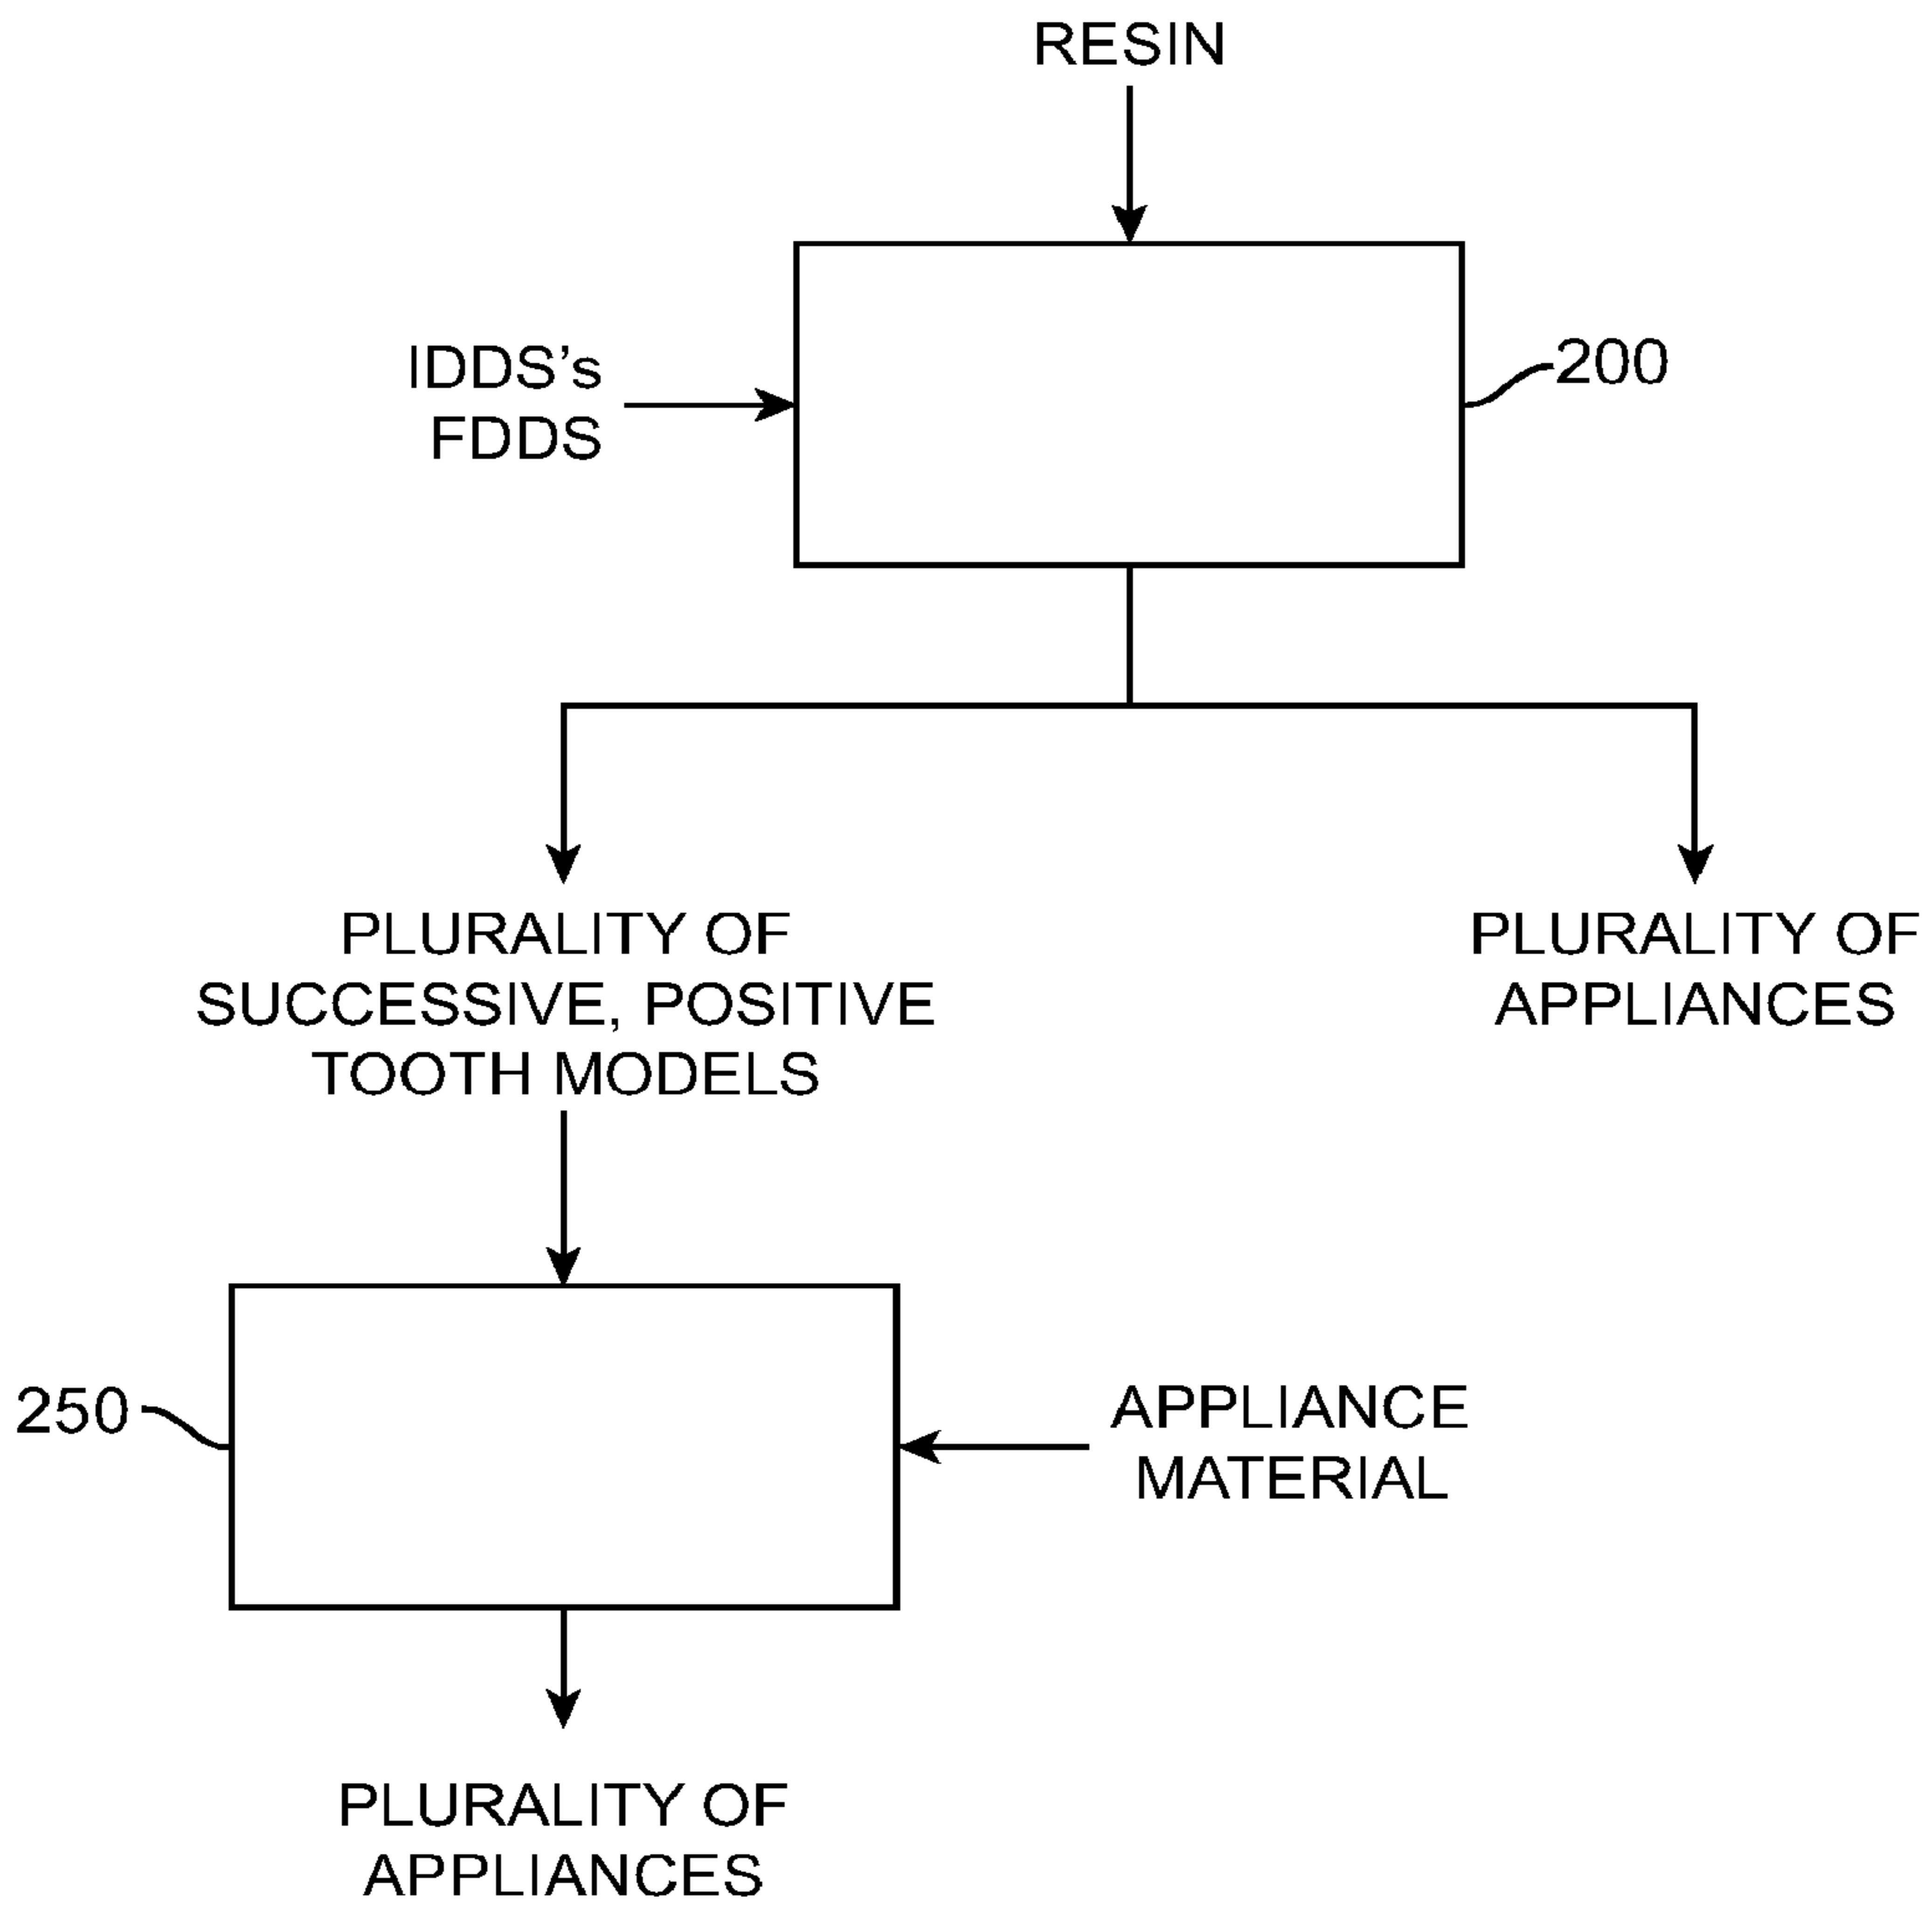 RESIN
IDDS's
FDDS
200
PLURALITY OF
SUCCESSIVE, POSITIVE
TOOTH MODELS
PLURALITY OF
APPLIANCES
250
APPLIANCE
MATERIAL
PLURALITY OF
APPLIANCES